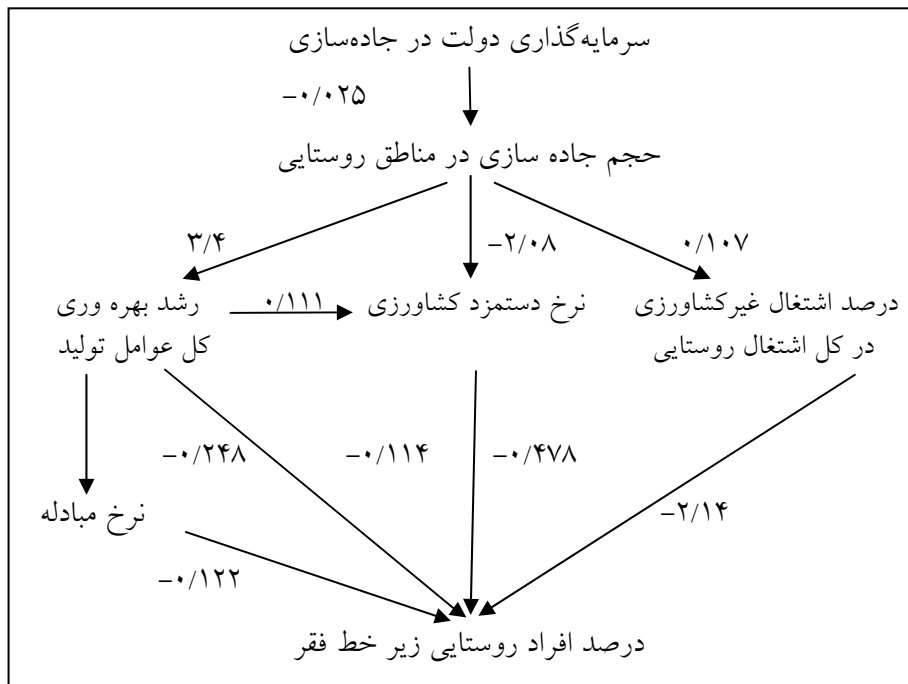 سرمایه‌گذاری دولت در جاده‌سازی
−۰/۰۲۵
حجم جاده سازی در مناطق روستایی
۳/۴
−۲/۰۸
۰/۱۰۷
رشد بهره وری
کل عوامل تولید
۰/۱۱۱
نرخ دستمزد کشاورزی
درصد اشتغال غیرکشاورزی
در کل اشتغال روستایی
−۰/۲۴۸
−۰/۱۱۴
−۰/۴۷۸
−۲/۱۴
نرخ مبادله
−۰/۱۲۲
درصد افراد روستایی زیر خط فقر